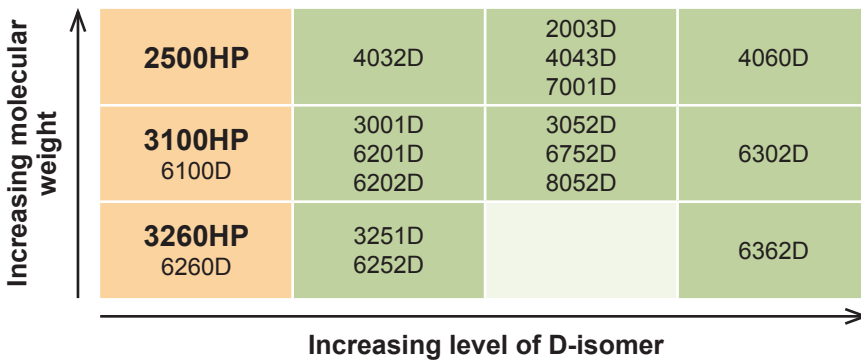 Increasing molecular
weight
2500HP
4032D
2003D
4043D
7001D
4060D
3100HP
6100D
3001D
6201D
6202D
3052D
6752D
8052D
6302D
3260HP
6260D
3251D
6252D
6362D
Increasing level of D-isomer